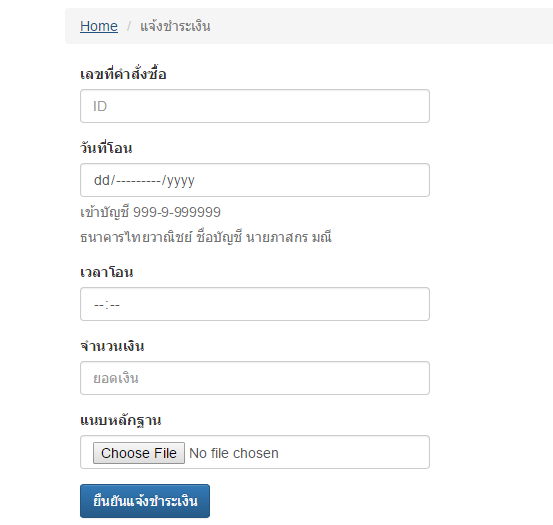 Home / แจ้งชำระเงิน
เลขที่คำสั่งซื้อ
ID
วันที่โอน
dd/---------/yyyy
เข้าบัญชี 999-9-999999
ธนาคารไทยวาณิชย์ ชื่อบัญชี นายภาสกร มณี
เวลาโอน
--:--
จำนวนเงิน
ยอดเงิน
แนบหลักฐาน
Choose File No file chosen
ยืนยันแจ้งชำระเงิน